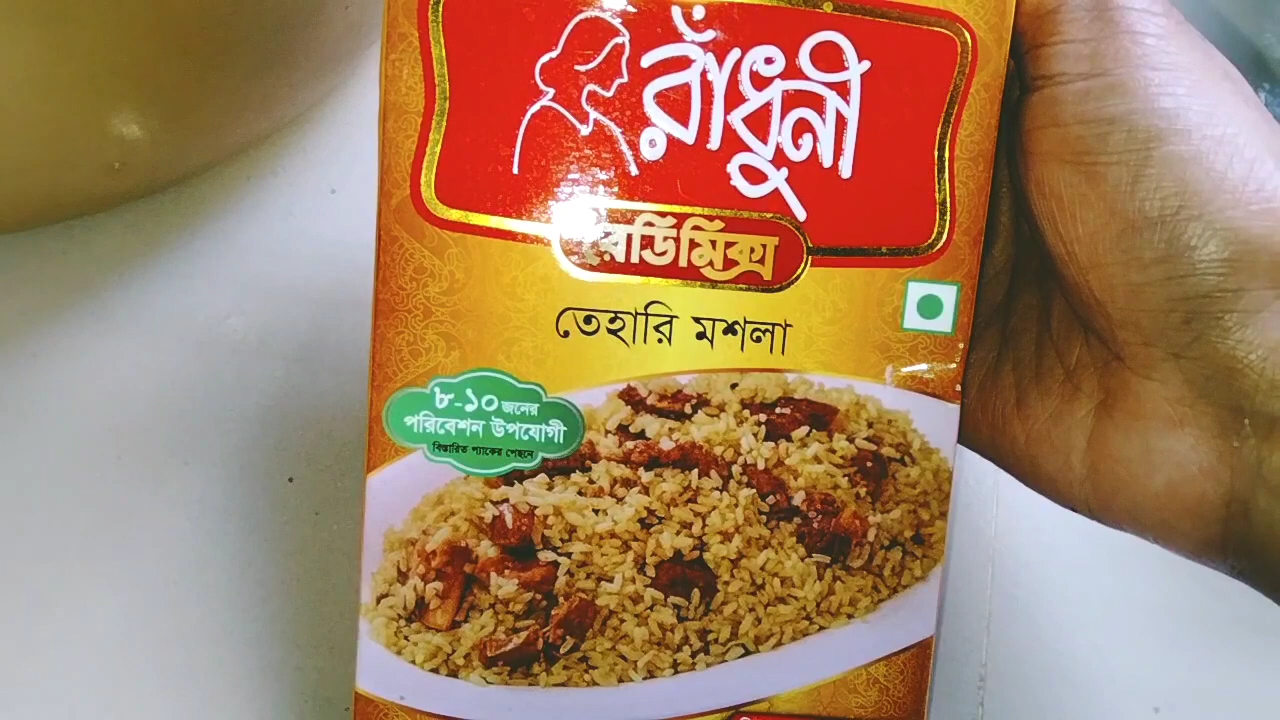 রাঁধুনী
রেডিমিক্স
তেহারি মশলা
৮-১০ জনের
পরিবেশন উপযোগী
বিস্তারিত প্যাকের পেছনে